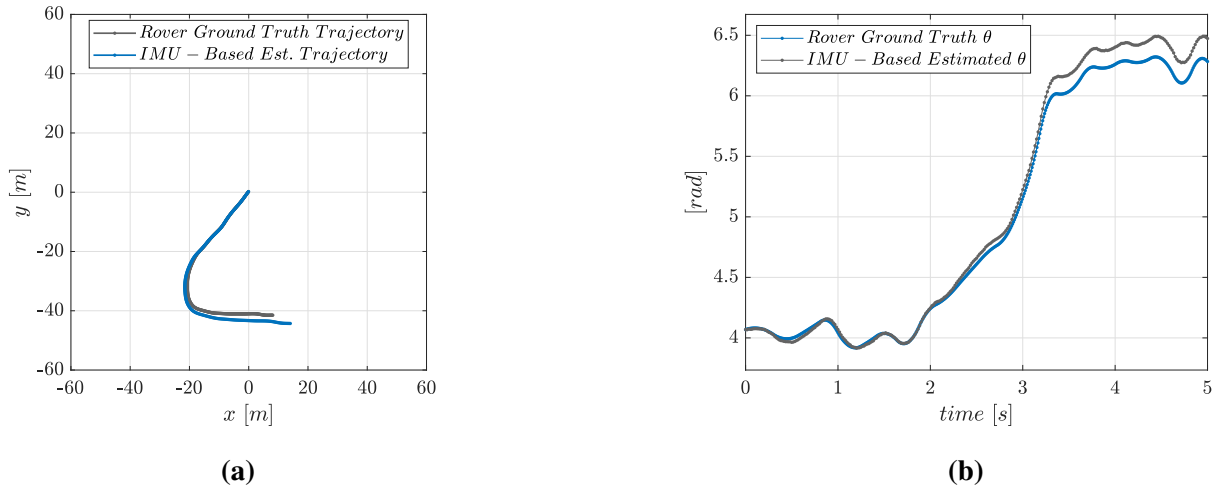 60
40
20
0
-20
-40
-60
y [m]
-60 -40 -20 0 20 40 60
x [m]
Rover Ground Truth Trajectory
IMU − Based Est. Trajectory
(a)
6.5
6
5.5
5
4.5
4
[rad]
0 1 2 3 4 5
time [s]
Rover Ground Truth θ
IMU − Based Estimated θ
(b)